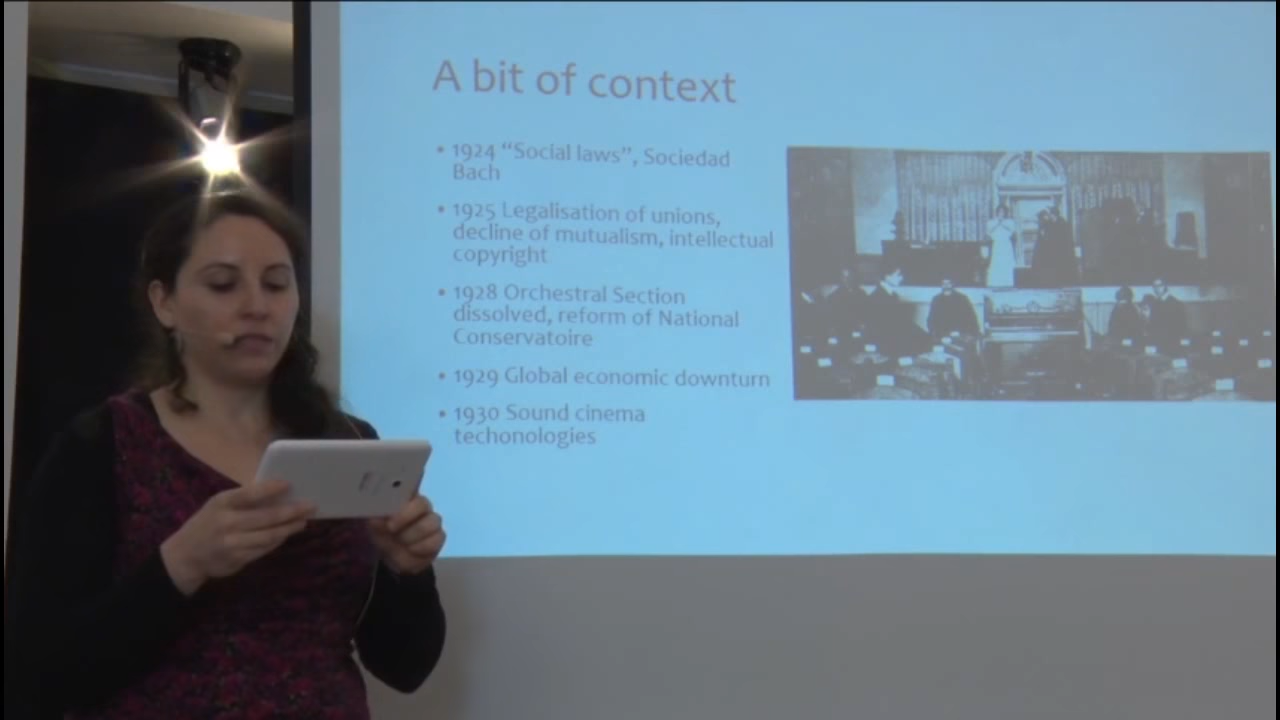 A bit of context
• 1924 “Social laws”, Sociedad
Bach
• 1925 Legalisation of unions,
decline of mutualism, intellectual
copyright
• 1928 Orchestral Section
dissolved, reform of National
Conservatoire
• 1929 Global economic downturn
• 1930 Sound cinema
techonologies